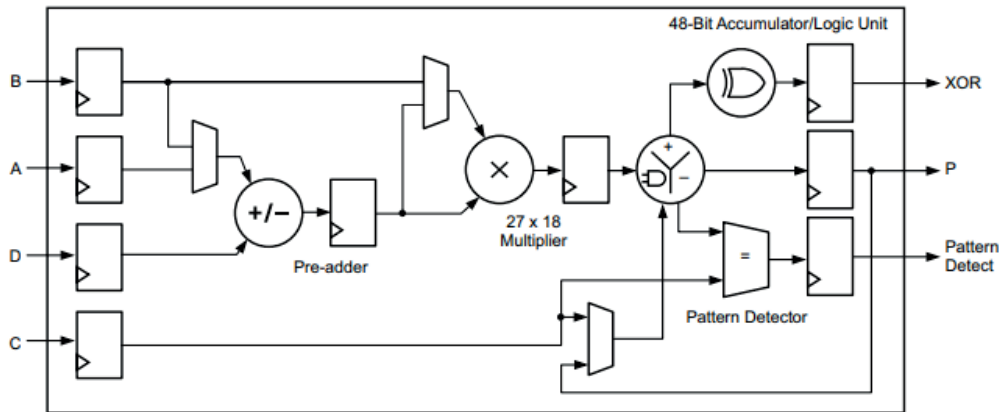 48-Bit Accumulator/Logic Unit
B
XOR
A
+
–
P
×
+/–
27 x 18
Multiplier
D
Pre-adder
=
Pattern
Detect
Pattern Detector
C